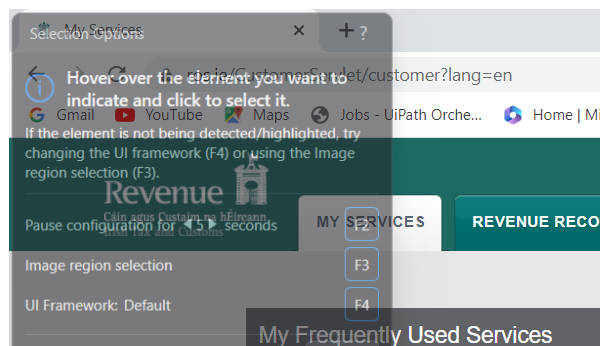 My Services
Selection Options
?
ros.ie/CustomerServlet/customer?lang=en
Hover over the element you want to
indicate and click to select it.
Gmail YouTube Maps Jobs - UiPath Orche... Home | Mi
If the element is not being detected/highlighted, try
changing the UI framework (F4) or using the Image
region selection (F3).
Revenue
Cáin agus Custaim na hÉireann
Irish Tax and Customs
MY SERVICES REVENUE RECO
Pause configuration for 5 seconds F2
Image region selection F3
UI Framework: Default F4
My Frequently Used Services